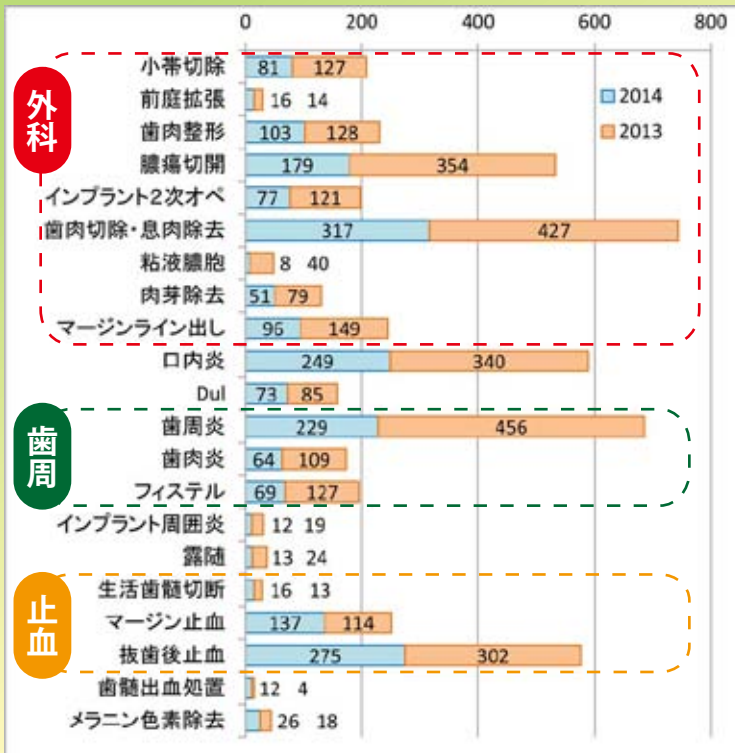 0 200 400 600 800
2014
2013
外科
小帯切除 81 127
前庭拡張 16 14
歯肉整形 103 128
膿瘍切開 179 354
インプラント2次オペ 77 121
歯肉切除・息肉除去 317 427
粘液膿胞 8 40
肉芽除去 51 79
マージンライン出し 96 149
口内炎 249 340
Dul 73 85
歯周
歯周炎 229 456
歯肉炎 64 109
フィステル 69 127
インプラント周囲炎 12 19
露随 13 24
止血
生活歯髄切断 16 13
マージン止血 137 114
抜歯後止血 275 302
歯髄出血処置 12 4
メラニン色素除去 26 18